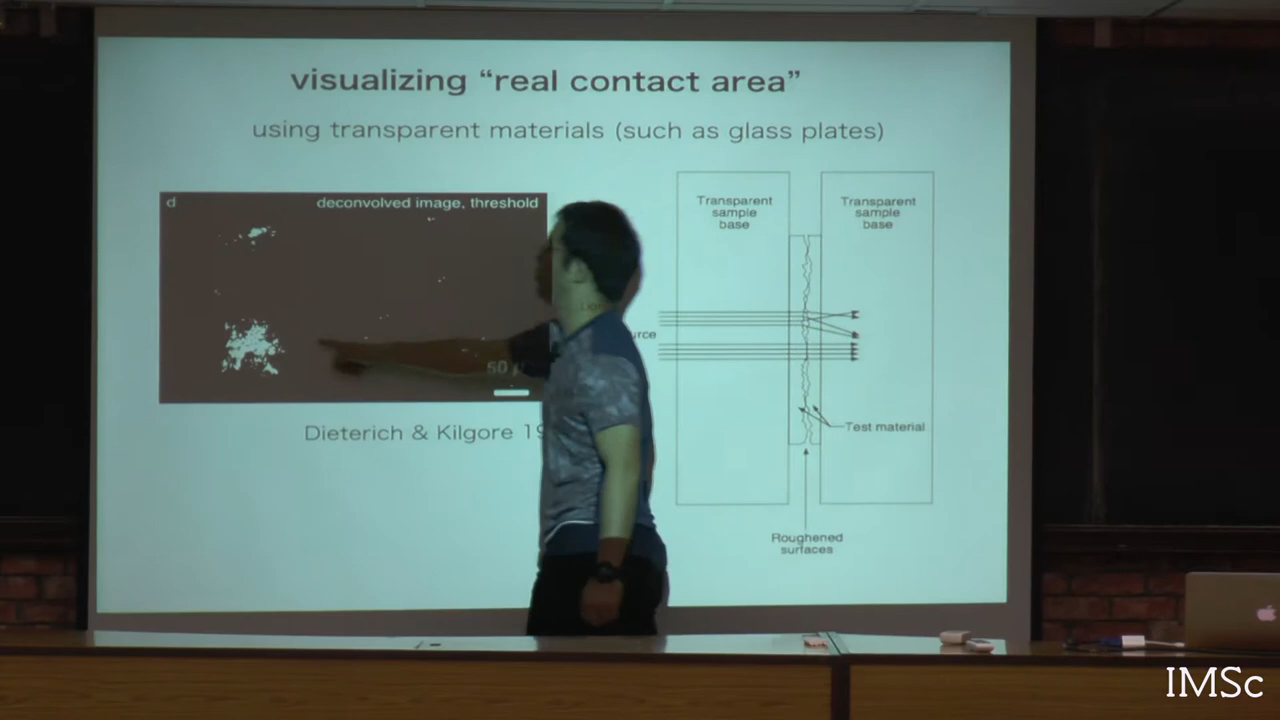 visualizing “real contact area”
using transparent materials (such as glass plates)
d
deconvolved image, threshold
50
Dieterich & Kilgore 19
Transparent
sample
base
Transparent
sample
base
Test material
Roughened
surfaces
IMSc